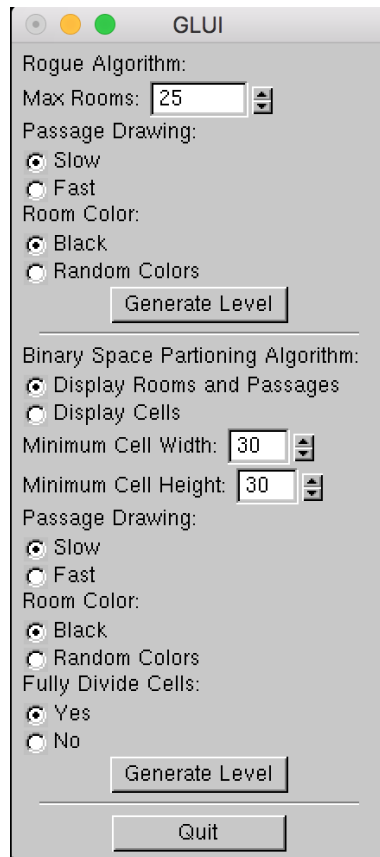 GLUI
Rogue Algorithm:
Max Rooms: 25
Passage Drawing:
Slow
Fast
Room Color:
Black
Random Colors
Generate Level
Binary Space Partioning Algorithm:
Display Rooms and Passages
Display Cells
Minimum Cell Width: 30
Minimum Cell Height: 30
Passage Drawing:
Slow
Fast
Room Color:
Black
Random Colors
Fully Divide Cells:
Yes
No
Generate Level
Quit